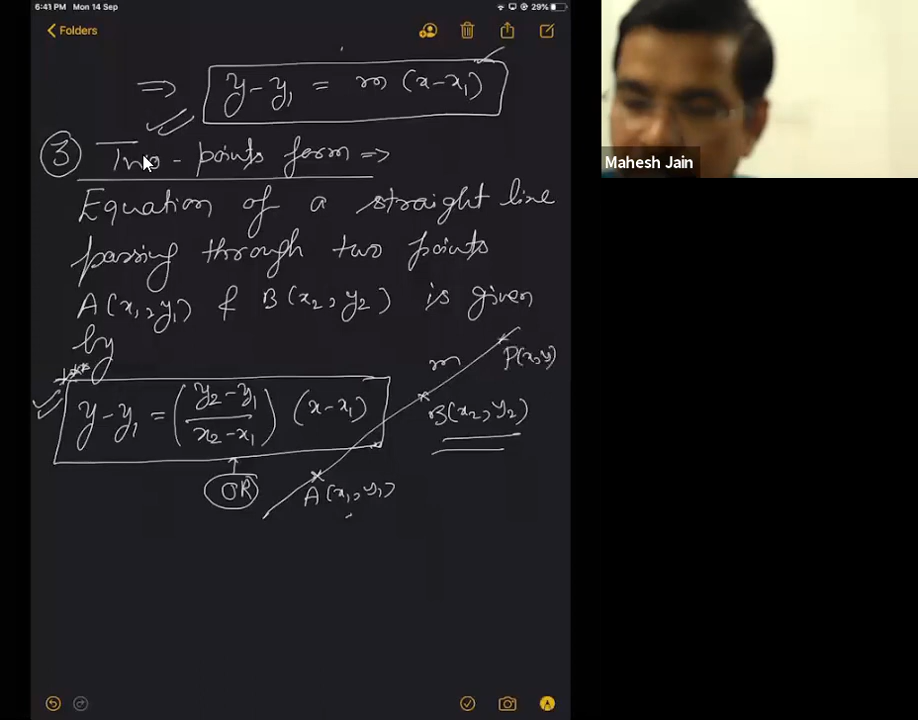 6:41 PM Mon 14 Sep
29%
Folders
⇒ y-y₁ = m (x-x₁)
③ Two - points form ⇒
Equation of a straight line
passing through two points
A(x₁,y₁) & B(x₂,y₂) is given
by
m P(x,y)
y-y₁ = ((y₂-y₁)/(x₂-x₁)) (x-x₁)
B(x₂,y₂)
OR
A(x₁,y₁)
Mahesh Jain